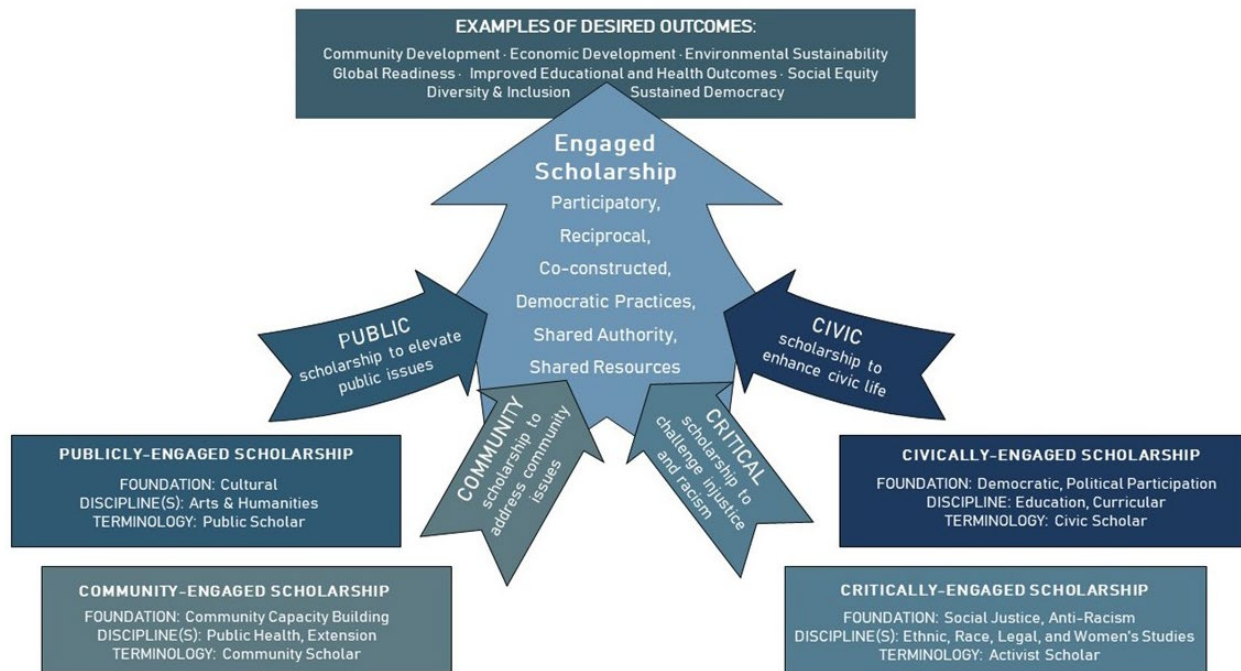 EXAMPLES OF DESIRED OUTCOMES:
Community Development · Economic Development · Environmental Sustainability
Global Readiness · Improved Educational and Health Outcomes · Social Equity
Diversity & Inclusion Sustained Democracy
Engaged
Scholarship
Participatory,
Reciprocal,
Co-constructed,
Democratic Practices,
Shared Authority,
Shared Resources
PUBLIC
scholarship to elevate
public issues
COMMUNITY
scholarship to
address community
issues
CRITICAL
scholarship to
challenge injustice
and racism
CIVIC
scholarship to
enhance civic life
PUBLICLY-ENGAGED SCHOLARSHIP
FOUNDATION: Cultural
DISCIPLINE(S): Arts & Humanities
TERMINOLOGY: Public Scholar
COMMUNITY-ENGAGED SCHOLARSHIP
FOUNDATION: Community Capacity Building
DISCIPLINE(S): Public Health, Extension
TERMINOLOGY: Community Scholar
CIVICALLY-ENGAGED SCHOLARSHIP
FOUNDATION: Democratic, Political Participation
DISCIPLINE: Education, Curricular
TERMINOLOGY: Civic Scholar
CRITICALLY-ENGAGED SCHOLARSHIP
FOUNDATION: Social Justice, Anti-Racism
DISCIPLINE(S): Ethnic, Race, Legal, and Women's Studies
TERMINOLOGY: Activist Scholar